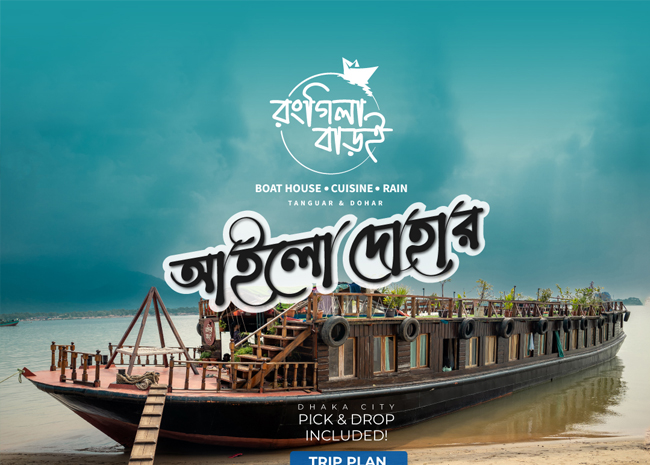 রংগিলা
বাড়ই
BOAT HOUSE • CUISINE • RAIN
TANGUAR & DOHAR
আইলো দোহার
DHAKA CITY
PICK & DROP
INCLUDED!
TRIP PLAN